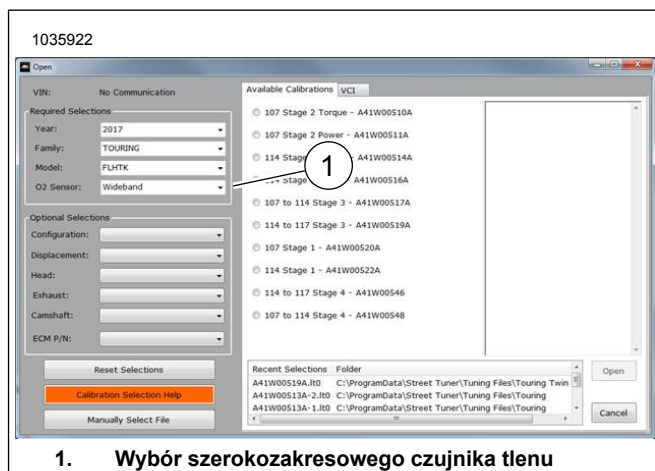 1035922
Open
VIN: No Communication
Required Selections
Year: 2017
Family: TOURING
Model: FLHTK
O2 Sensor: Wideband
Optional Selections
Configuration:
Displacement:
Head:
Exhaust:
Camshaft:
ECM P/N:
Reset Selections
Calibration Selection Help
Manually Select File
Available Calibrations VCI
107 Stage 2 Torque - A41W00510A
107 Stage 2 Power - A41W00511A
114 Stage A41W00514A
114 Stage A41W00516A
107 to 114 Stage 3 - A41W00517A
114 to 117 Stage 3 - A41W00519A
107 Stage 1 - A41W00520A
114 Stage 1 - A41W00522A
114 to 117 Stage 4 - A41W00546
107 to 114 Stage 4 - A41W00548
1
Recent Selections Folder
A41W00519A.lt0 C:\ProgramData\Street Tuner\Tuning Files\Touring Twin
A41W00513A-2.lt0 C:\ProgramData\Street Tuner\Tuning Files\Touring
A41W00513A-1.lt0 C:\ProgramData\Street Tuner\Tuning Files\Touring
Open
Cancel
1. Wybór szerokozakresowego czujnika tlenu